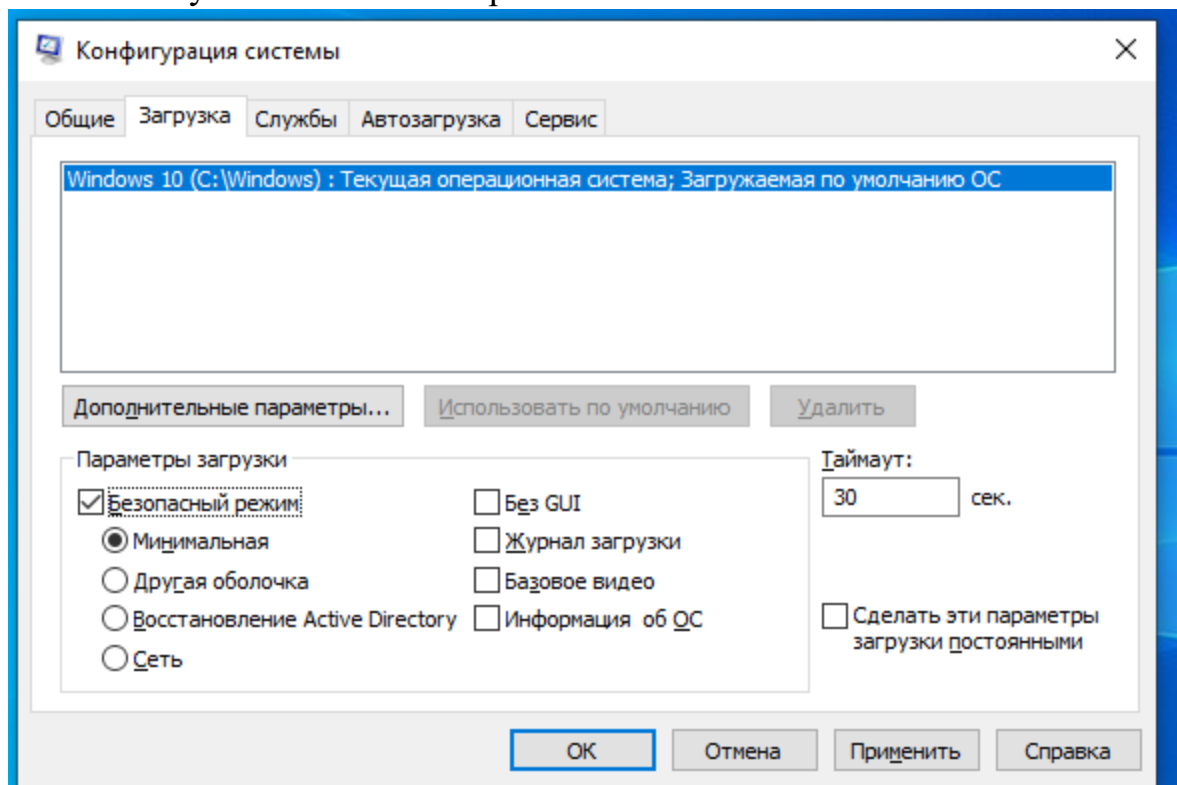 Конфигурация системы
Общие Загрузка Службы Автозагрузка Сервис
Windows 10 (C:\Windows) : Текущая операционная система; Загружаемая по умолчанию ОС
Дополнительные параметры... Использовать по умолчанию Удалить
Параметры загрузки Таймаут:
Безопасный режим Без GUI 30 сек.
Минимальная Журнал загрузки
Другая оболочка Базовое видео
Восстановление Active Directory Информация об ОС Сделать эти параметры
загрузки постоянными
Сеть
ОК Отмена Применить Справка